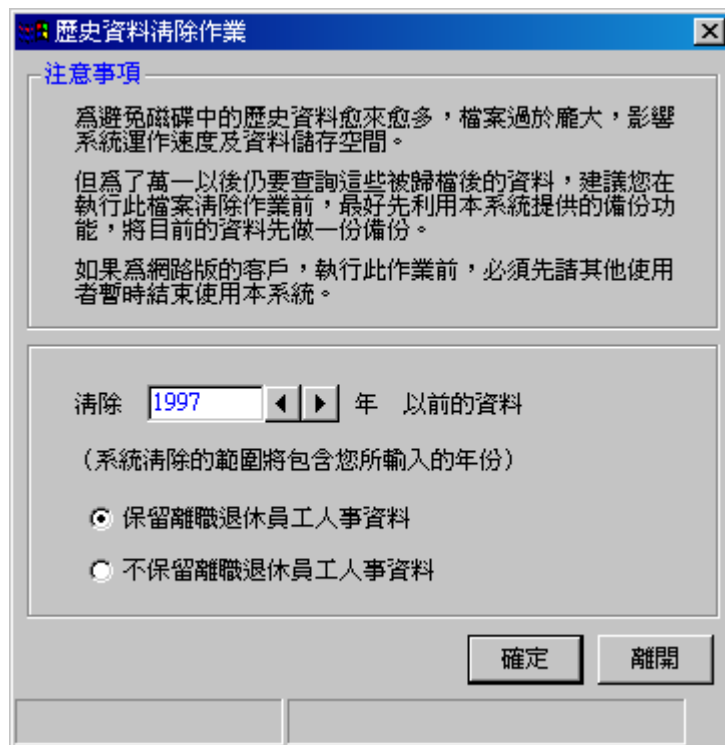 歷史資料清除作業
注意事項
為避免磁碟中的歷史資料愈來愈多，檔案過於龐大，影響
系統運作速度及資料儲存空間。
但為了萬一以後仍要查詢這些被歸檔後的資料，建議您在
執行此檔案清除作業前，最好先利用本系統提供的備份功
能，將目前的資料先做一份備份。
如果為網路版的客戶，執行此作業前，必須先請其他使用
者暫時結束使用本系統。
清除 1997 年 以前的資料
（系統清除的範圍將包含您所輸入的年份）
保留離職退休員工人事資料
不保留離職退休員工人事資料
確定 離開